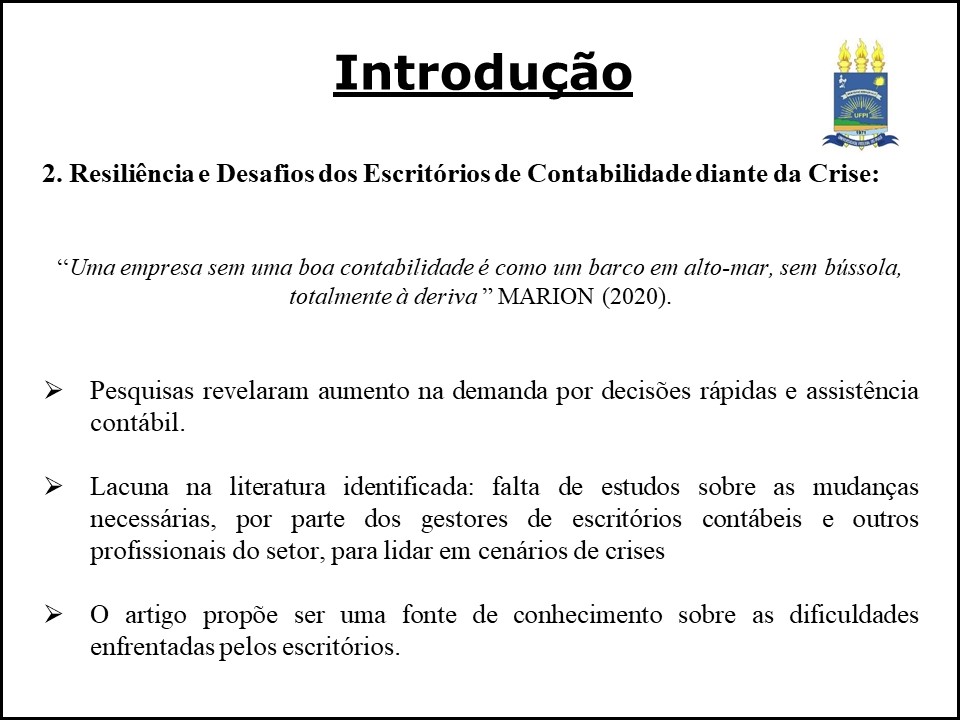 Introdução
UFPI
2. Resiliência e Desafios dos Escritórios de Contabilidade diante da Crise:
“Uma empresa sem uma boa contabilidade é como um barco em alto-mar, sem bússola,
totalmente à deriva ” MARION (2020).
➢ Pesquisas revelaram aumento na demanda por decisões rápidas e assistência
contábil.
➢ Lacuna na literatura identificada: falta de estudos sobre as mudanças
necessárias, por parte dos gestores de escritórios contábeis e outros
profissionais do setor, para lidar em cenários de crises
➢ O artigo propõe ser uma fonte de conhecimento sobre as dificuldades
enfrentadas pelos escritórios.